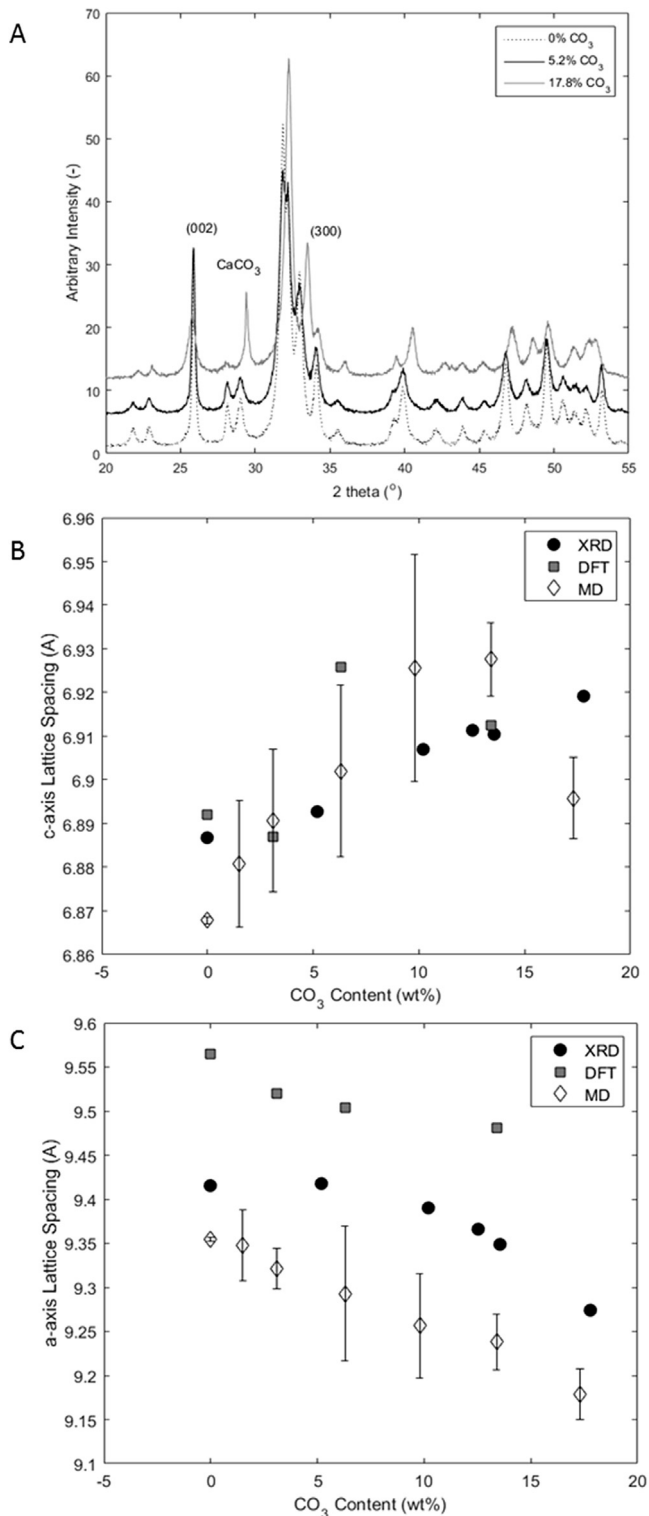 A
70
60
50
40
30
20
10
0
Arbitrary Intensity (-)
0% CO3
5.2% CO3
17.8% CO3
(002)
CaCO3
(300)
20 25 30 35 40 45 50 55
2 theta (o)
B
6.96
6.95
6.94
6.93
6.92
6.91
6.9
6.89
6.88
6.87
6.86
c-axis Lattice Spacing (A)
XRD
DFT
MD
-5 0 5 10 15 20
CO3 Content (wt%)
C
9.6
9.55
9.5
9.45
9.4
9.35
9.3
9.25
9.2
9.15
9.1
a-axis Lattice Spacing (A)
XRD
DFT
MD
-5 0 5 10 15 20
CO3 Content (wt%)